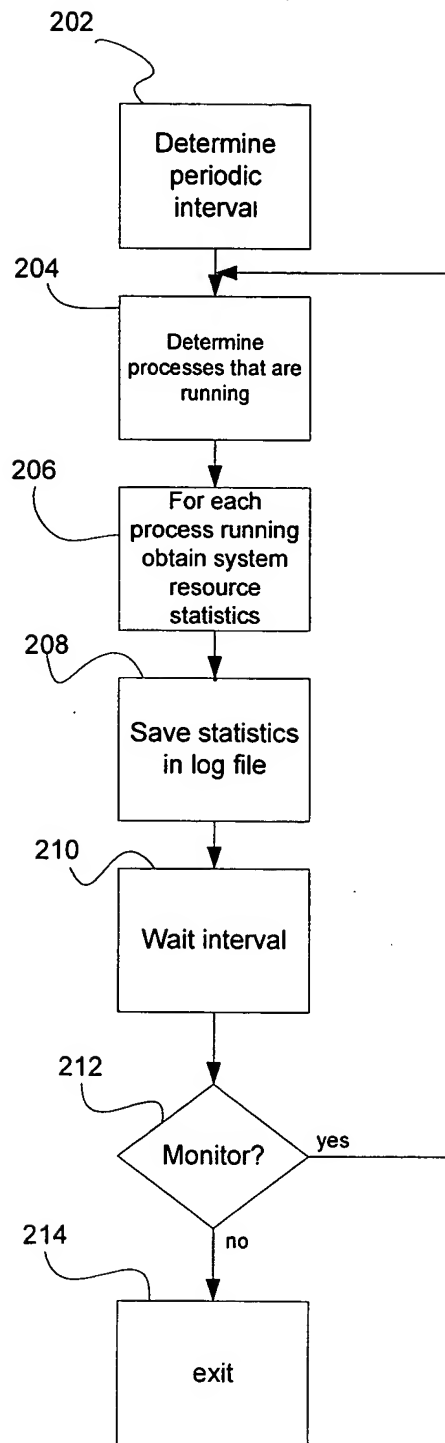 202
Determine
periodic
interval
204
Determine
processes that are
running
206
For each
process running
obtain system
resource
statistics
208
Save statistics
in log file
210
Wait interval
212
Monitor?
yes
no
214
exit